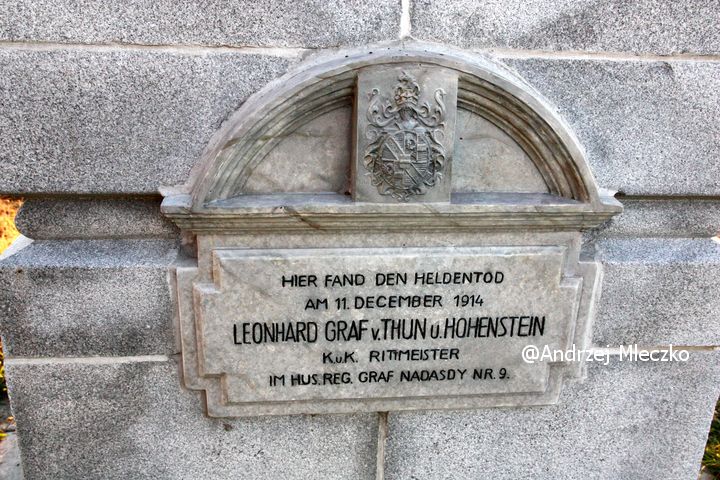 HIER FAND DEN HELDENTOD
AM 11. DECEMBER 1914
LEONHARD GRAF v. THUN u. HOHENSTEIN
K.u.K. RITTMEISTER
IM HUS. REG. GRAF NADASDY NR. 9.
@Andrzej Mleczko